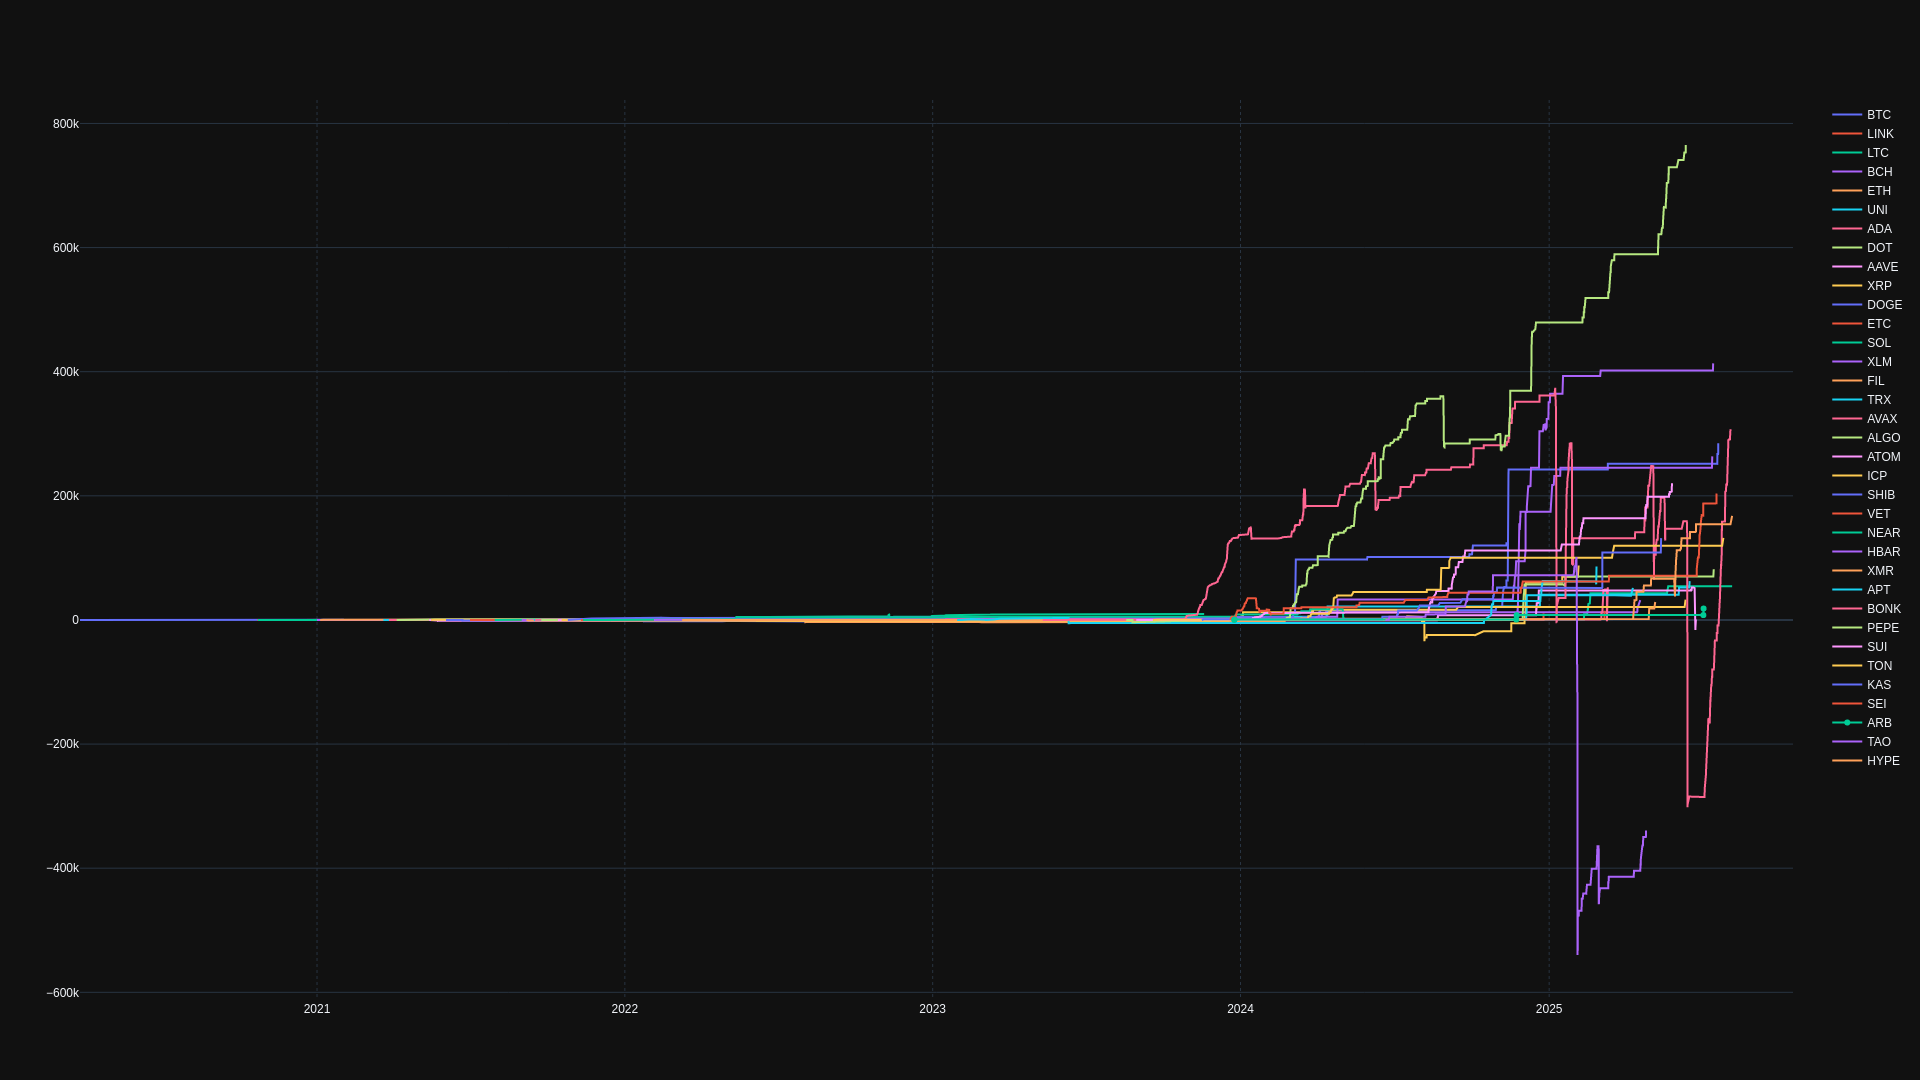 800k
600k
400k
200k
0
−200k
−400k
−600k
2021
2022
2023
2024
2025
BTC
LINK
LTC
BCH
ETH
UNI
ADA
DOT
AAVE
XRP
DOGE
ETC
SOL
XLM
FIL
TRX
AVAX
ALGO
ATOM
ICP
SHIB
VET
NEAR
HBAR
XMR
APT
BONK
PEPE
SUI
TON
KAS
SEI
ARB
TAO
HYPE